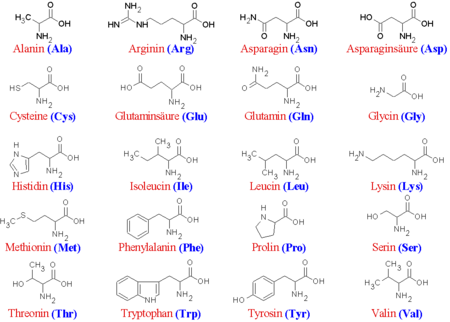 Alanin (Ala) Arginin (Arg) Asparagin (Asn) Asparaginsäure (Asp)
Cysteine (Cys) Glutaminsäure (Glu) Glutamin (Gln) Glycin (Gly)
Histidin (His) Isoleucin (Ile) Leucin (Leu) Lysin (Lys)
Methionin (Met) Phenylalanin (Phe) Prolin (Pro) Serin (Ser)
Threonin (Thr) Tryptophan (Trp) Tyrosin (Tyr) Valin (Val)